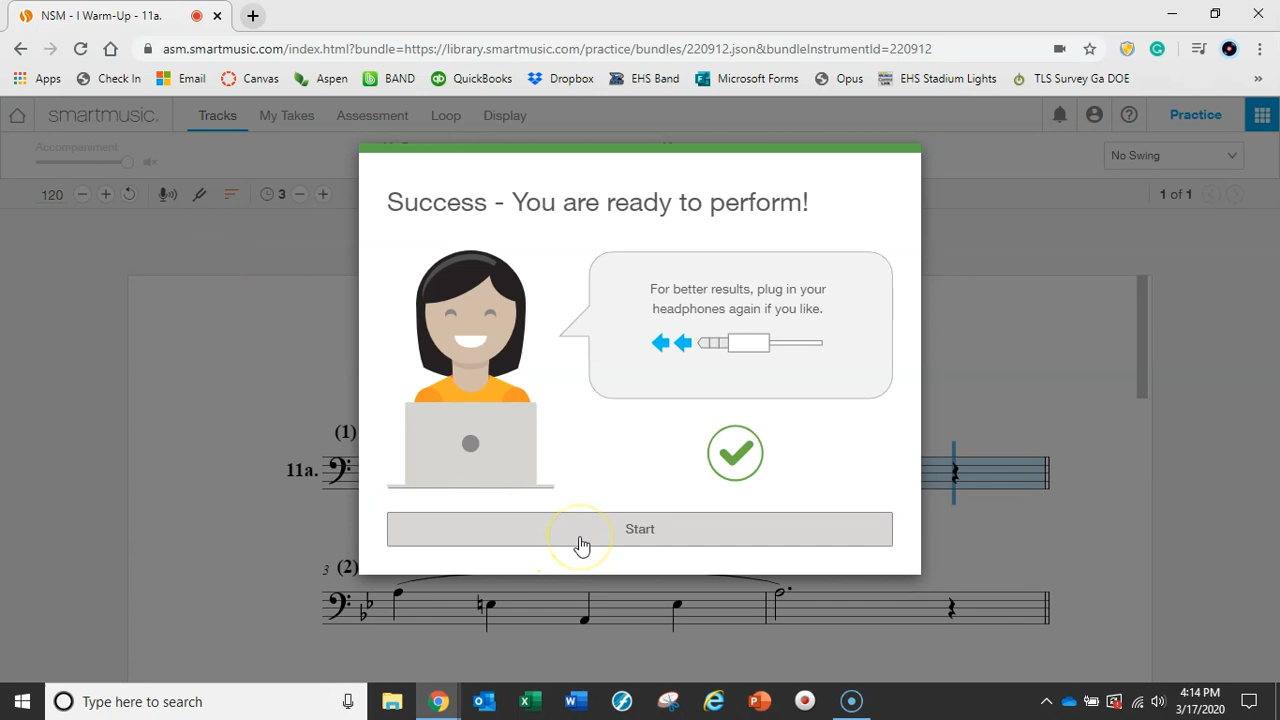 NSM - I Warm-Up - 11a.
asm.smartmusic.com/index.html?bundle=https://library.smartmusic.com/practice/bundles/220912.json&bundleInstrumentId=220912
Apps Check In Email Canvas Aspen BAND QuickBooks Dropbox EHS Band Microsoft Forms Opus EHS Stadium Lights TLS Survey Ga DOE »
smartmusic. Tracks My Takes Assessment Loop Display Practice
Accompaniment
No Swing
120 3 1 of 1
Success - You are ready to perform!
For better results, plug in your
headphones again if you like.
(1)
11a.
Start
3 (2)
Type here to search
4:14 PM
3/17/2020